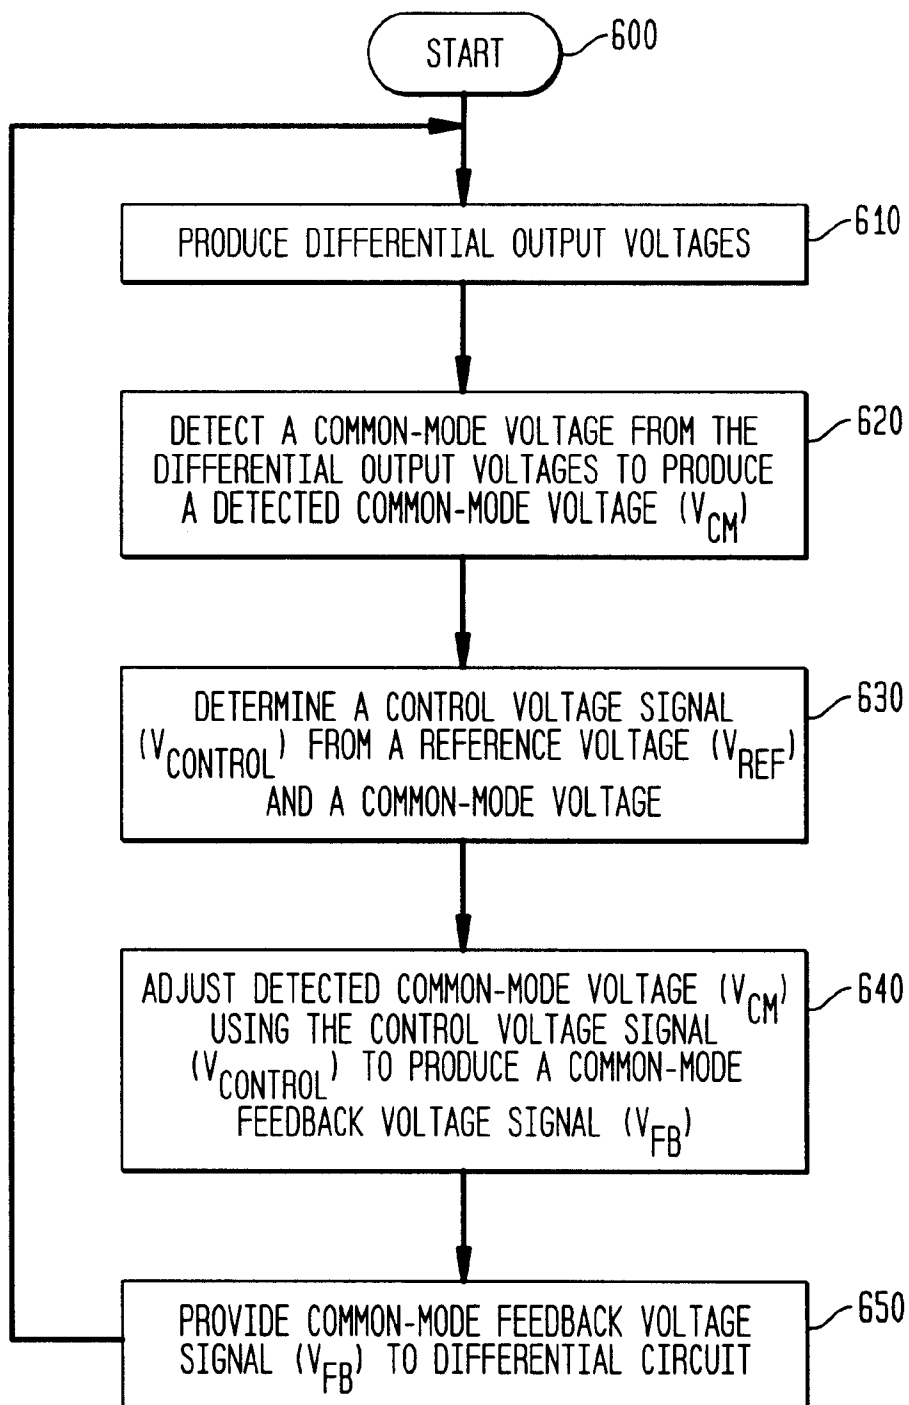 START
600
PRODUCE DIFFERENTIAL OUTPUT VOLTAGES
610
DETECT A COMMON-MODE VOLTAGE FROM THE
DIFFERENTIAL OUTPUT VOLTAGES TO PRODUCE
A DETECTED COMMON-MODE VOLTAGE (VCM)
620
DETERMINE A CONTROL VOLTAGE SIGNAL
(VCONTROL) FROM A REFERENCE VOLTAGE (VREF)
AND A COMMON-MODE VOLTAGE
630
ADJUST DETECTED COMMON-MODE VOLTAGE (VCM)
USING THE CONTROL VOLTAGE SIGNAL
(VCONTROL) TO PRODUCE A COMMON-MODE
FEEDBACK VOLTAGE SIGNAL (VFB)
640
PROVIDE COMMON-MODE FEEDBACK VOLTAGE
SIGNAL (VFB) TO DIFFERENTIAL CIRCUIT
650